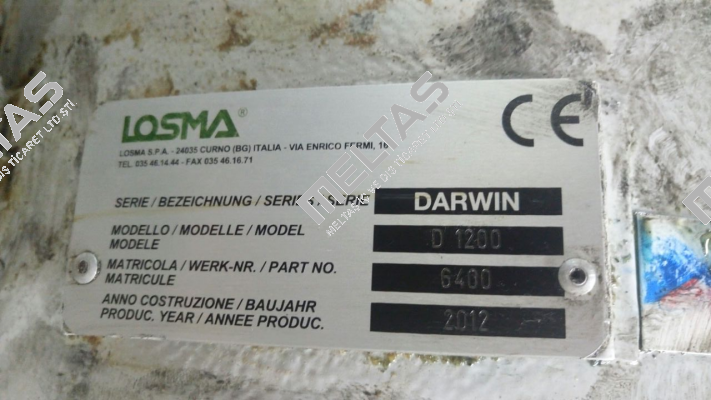 LOSMA®
CE
LOSMA S.P.A. - 24035 CURNO (BG) ITALIA - VIA ENRICO FERMI, 16
TEL. 035 46.14.44 - FAX 035 46.16.71
SERIE / BEZEICHNUNG / SERIES / SERIE DARWIN
MODELLO / MODELLE / MODEL D 1200
MODELE
MATRICOLA / WERK-NR. / PART NO. 6400
MATRICULE
ANNO COSTRUZIONE / BAUJAHR 2012
PRODUC. YEAR / ANNEE PRODUC.
MELTAS